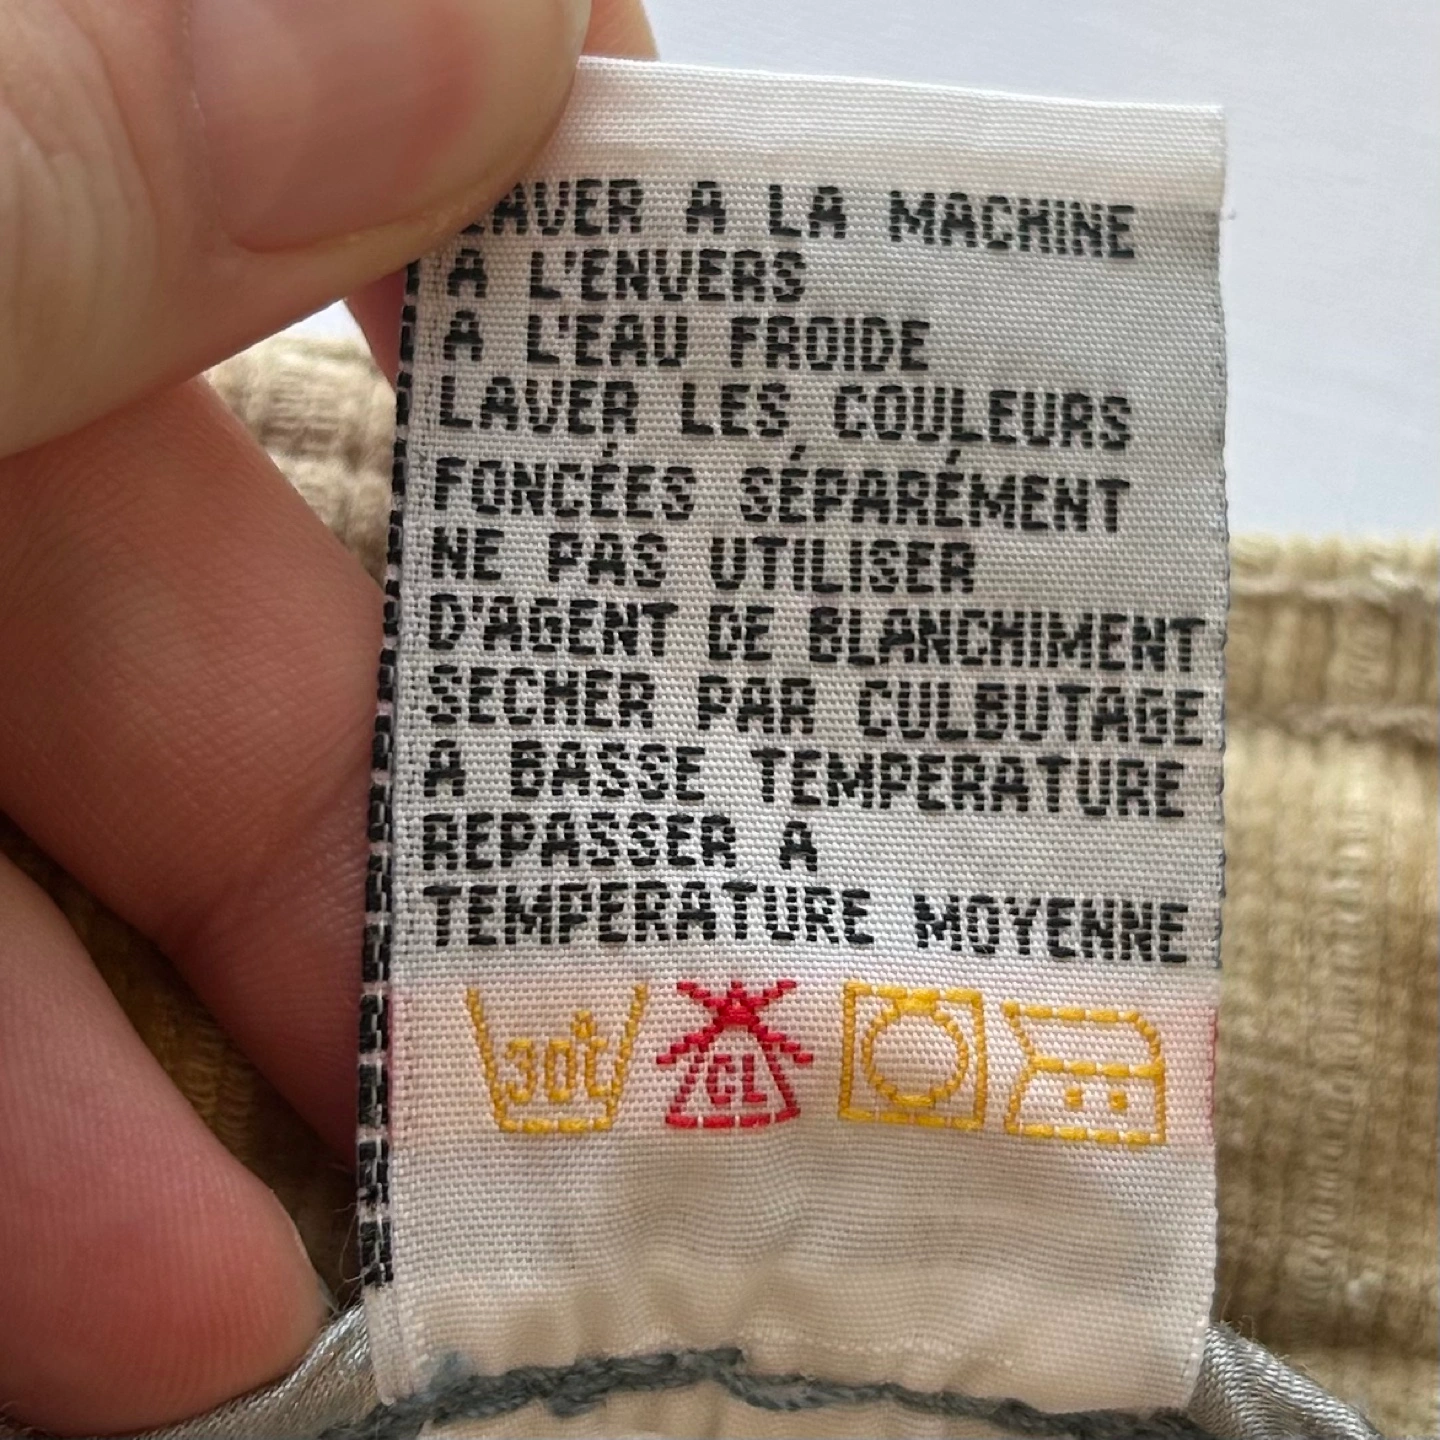 LAVER A LA MACHINE
A L'ENVERS
A L'EAU FROIDE
LAVER LES COULEURS
FONCÉES SÉPARÉMENT
NE PAS UTILISER
D'AGENT DE BLANCHIMENT
SECHER PAR CULBUTAGE
A BASSE TEMPERATURE
REPASSER A
TEMPERATURE MOYENNE
30°C CL